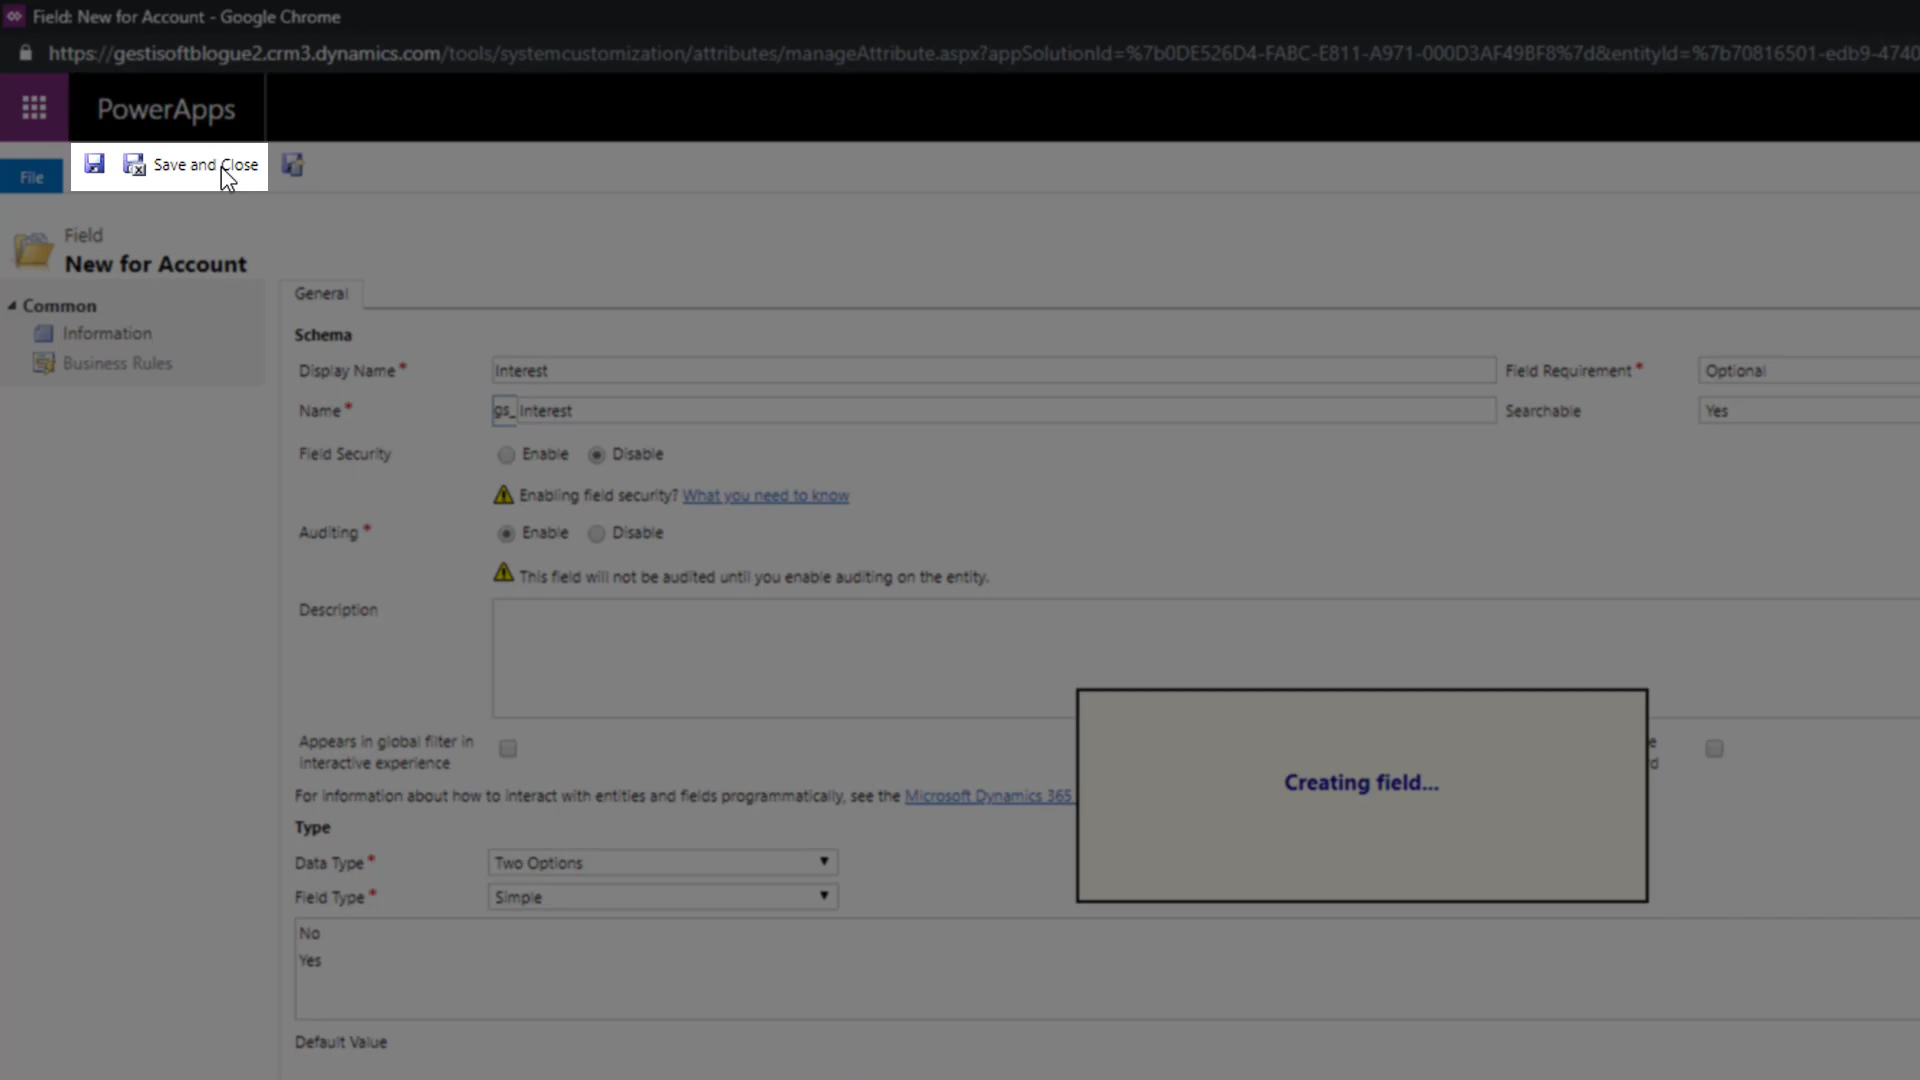 Field: New for Account - Google Chrome
https://gestisoftblogue2.crm3.dynamics.com/tools/systemcustomization/attributes/manageAttribute.aspx?appSolutionId=%7b0DE526D4-FABC-E811-A971-000D3AF49BF8%7d&entityId=%7b70816501-edb9-4740
PowerApps
File
Save and Close
Field
New for Account
Common
Information
Business Rules
General
Schema
Display Name*
Interest
Field Requirement*
Optional
Name*
gs_ Interest
Searchable
Yes
Field Security
Enable
Disable
Enabling field security? What you need to know
Auditing*
Enable
Disable
This field will not be audited until you enable auditing on the entity.
Description
Appears in global filter in
interactive experience
For information about how to interact with entities and fields programmatically, see the Microsoft Dynamics 365
Creating field...
Type
Data Type*
Two Options
Field Type*
Simple
No
Yes
Default Value